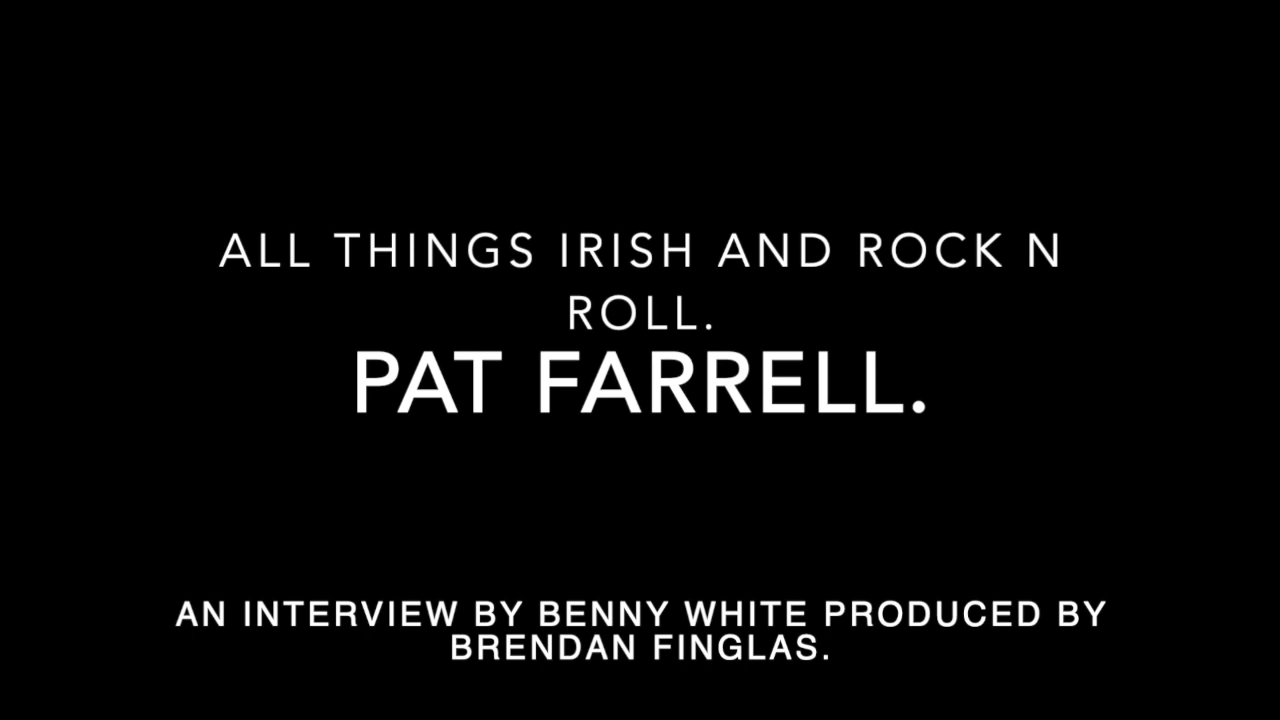 ALL THINGS IRISH AND ROCK N
ROLL.
PAT FARRELL.
AN INTERVIEW BY BENNY WHITE PRODUCED BY
BRENDAN FINGLAS.